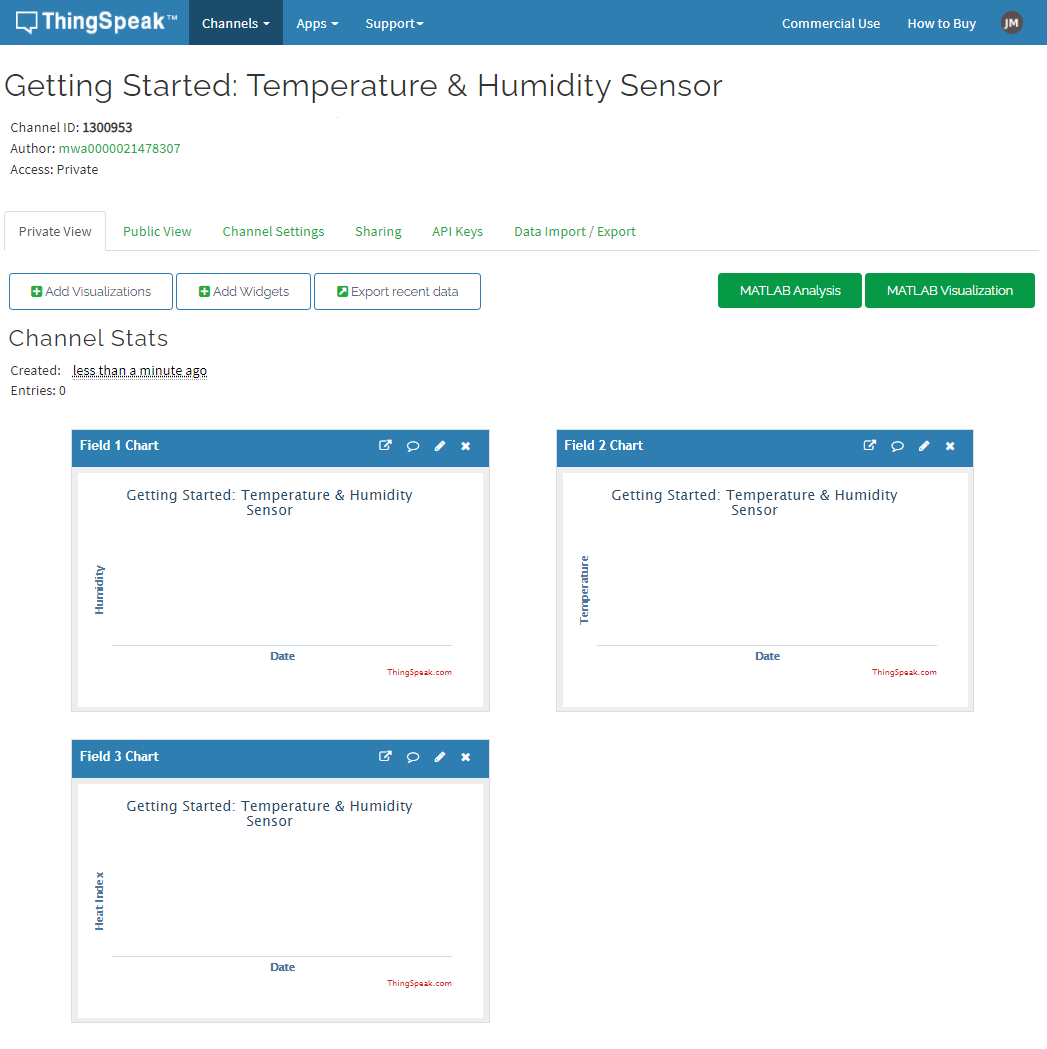 ThingSpeak™ Channels Apps Support Commercial Use How to Buy JM
Getting Started: Temperature & Humidity Sensor
Channel ID: 1300953
Author: mwa0000021478307
Access: Private
Private View Public View Channel Settings Sharing API Keys Data Import / Export
Add Visualizations Add Widgets Export recent data MATLAB Analysis MATLAB Visualization
Channel Stats
Created: less than a minute ago
Entries: 0
Field 1 Chart
Getting Started: Temperature & Humidity
Sensor
Humidity
Date
ThingSpeak.com
Field 2 Chart
Getting Started: Temperature & Humidity
Sensor
Temperature
Date
ThingSpeak.com
Field 3 Chart
Getting Started: Temperature & Humidity
Sensor
Heat Index
Date
ThingSpeak.com